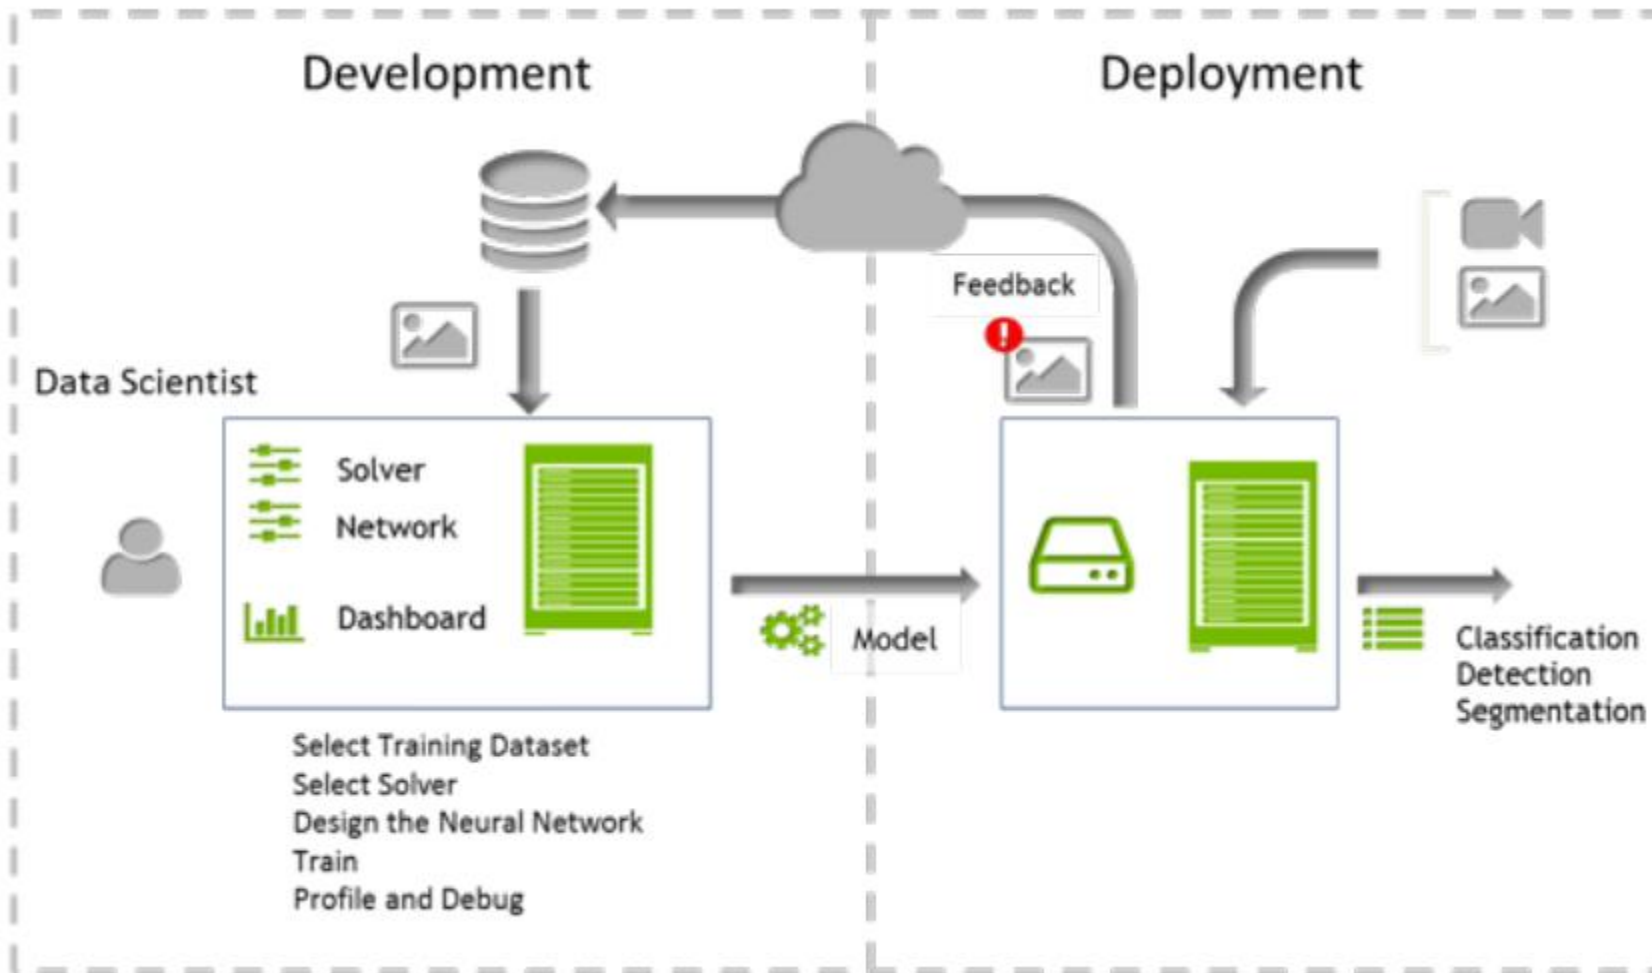 Development
Deployment
Feedback
Data Scientist
Solver
Network
Dashboard
Model
Classification
Detection
Segmentation
Select Training Dataset
Select Solver
Design the Neural Network
Train
Profile and Debug